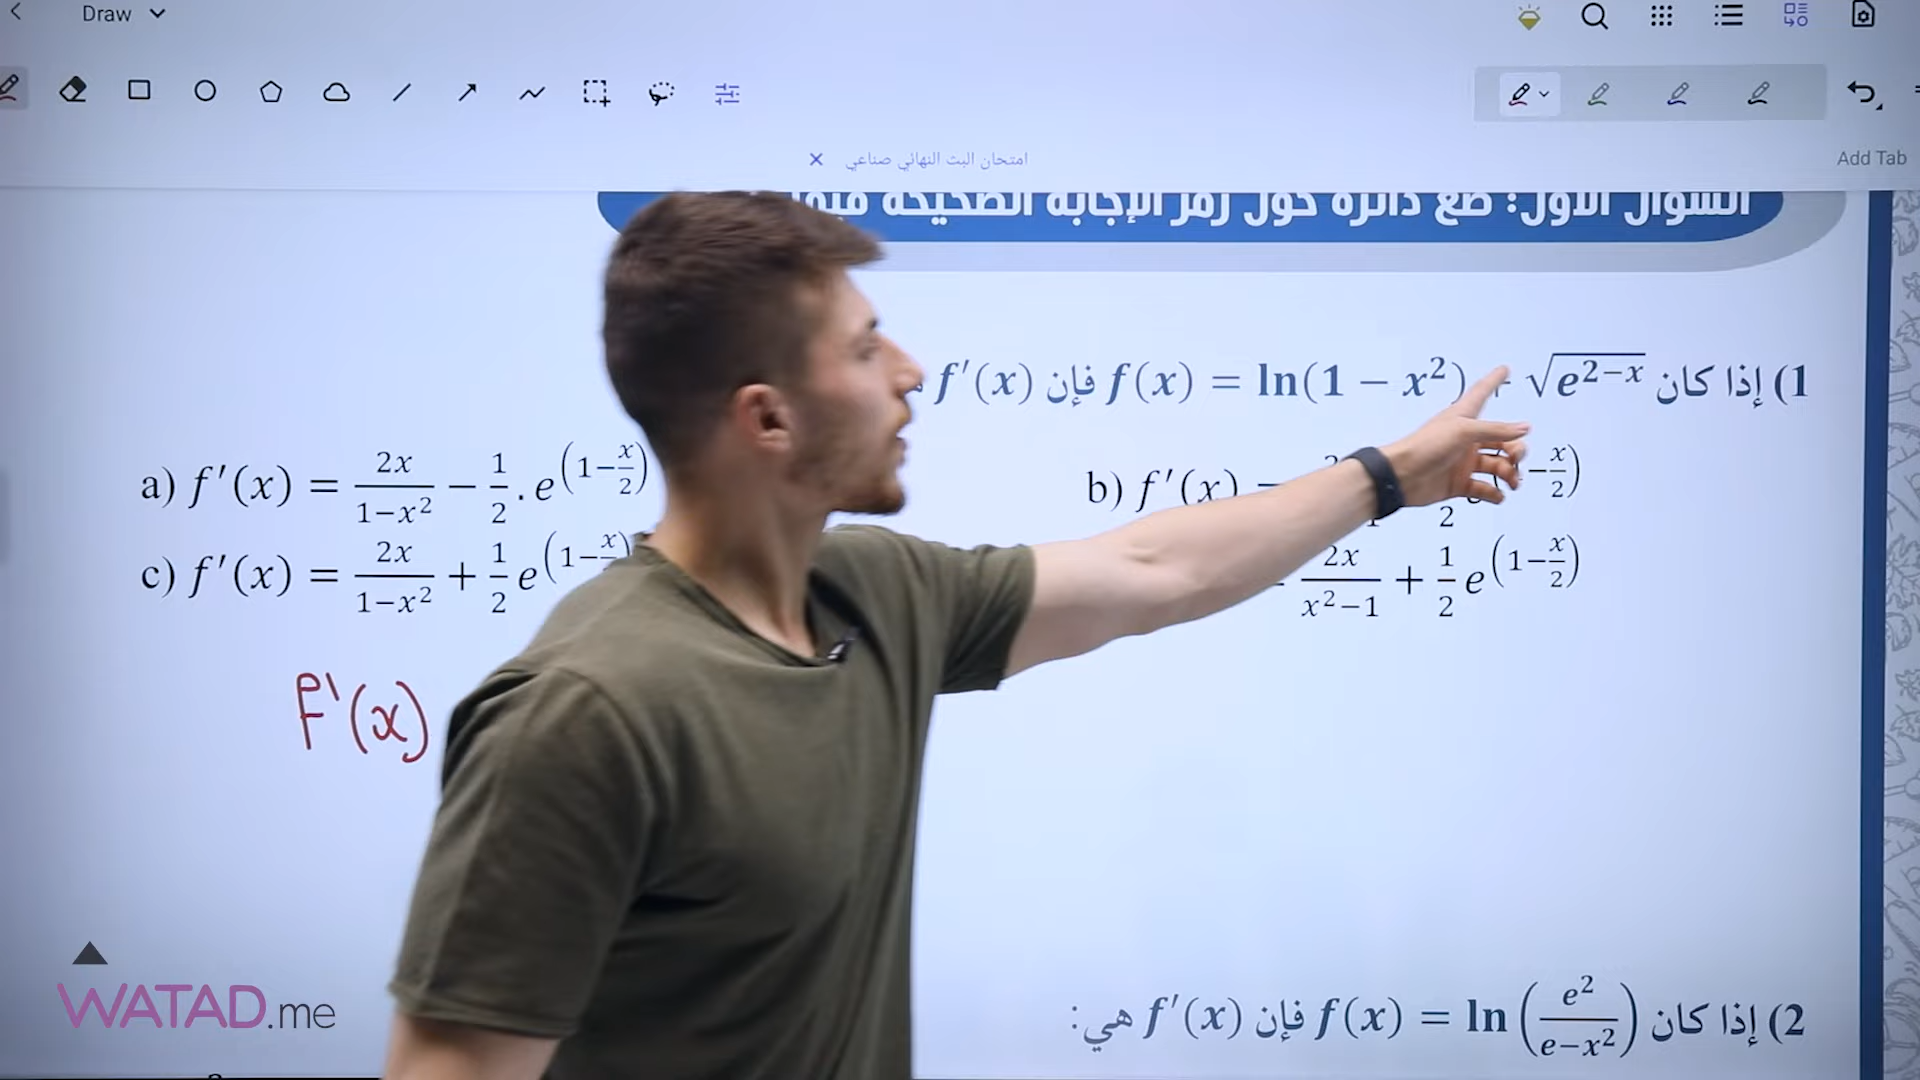 Draw
امتحان البث النهائي صناعي
Add Tab
السؤال الأول: ضع دائرة حول رمز الإجابة الصحيحة
1) إذا كان f(x) = ln(1 − x²) + √(e^(2−x)) فإن f′(x)
a) f′(x) = 2x/(1−x²) − 1/2 . e^(1−x/2)
b) f′(x)
c) f′(x) = 2x/(1−x²) + 1/2 e^(1−x/2)
2x/(x²−1) + 1/2 e^(1−x/2)
F'(x)
2) إذا كان f(x) = ln(e²/(e−x²)) فإن f′(x) هي:
WATAD.me